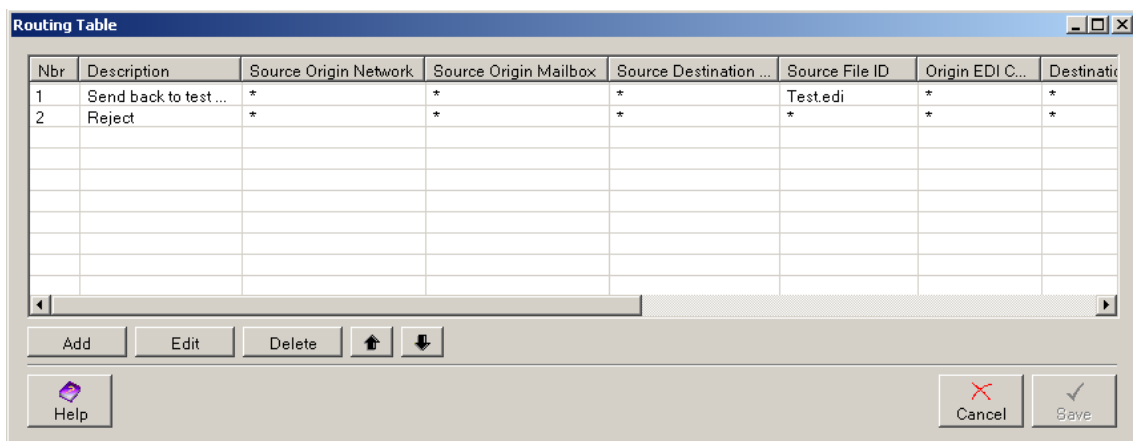 Routing Table
Nbr Description Source Origin Network Source Origin Mailbox Source Destination ... Source File ID Origin EDI C... Destinatic
1 Send back to test ... * * * Test.edi * *
2 Reject * * * * * *
Add Edit Delete
Help Cancel Save